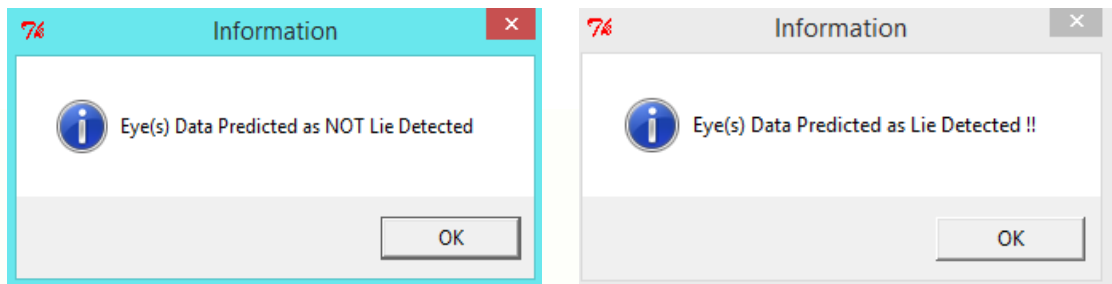 Information
Eye(s) Data Predicted as NOT Lie Detected
OK
Information
Eye(s) Data Predicted as Lie Detected !!
OK